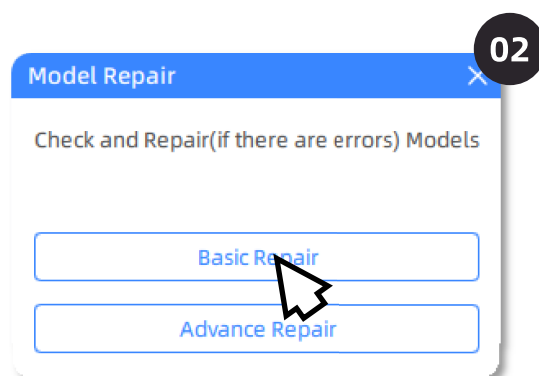 02
Model Repair
Check and Repair(if there are errors) Models
Basic Repair
Advance Repair